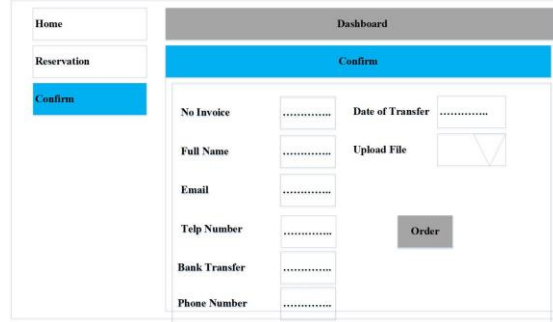 Home
Dashboard
Reservation
Confirm
Confirm
No Invoice .............
Date of Transfer .............
Full Name .............
Upload File
Email .............
Telp Number .............
Order
Bank Transfer .............
Phone Number .............